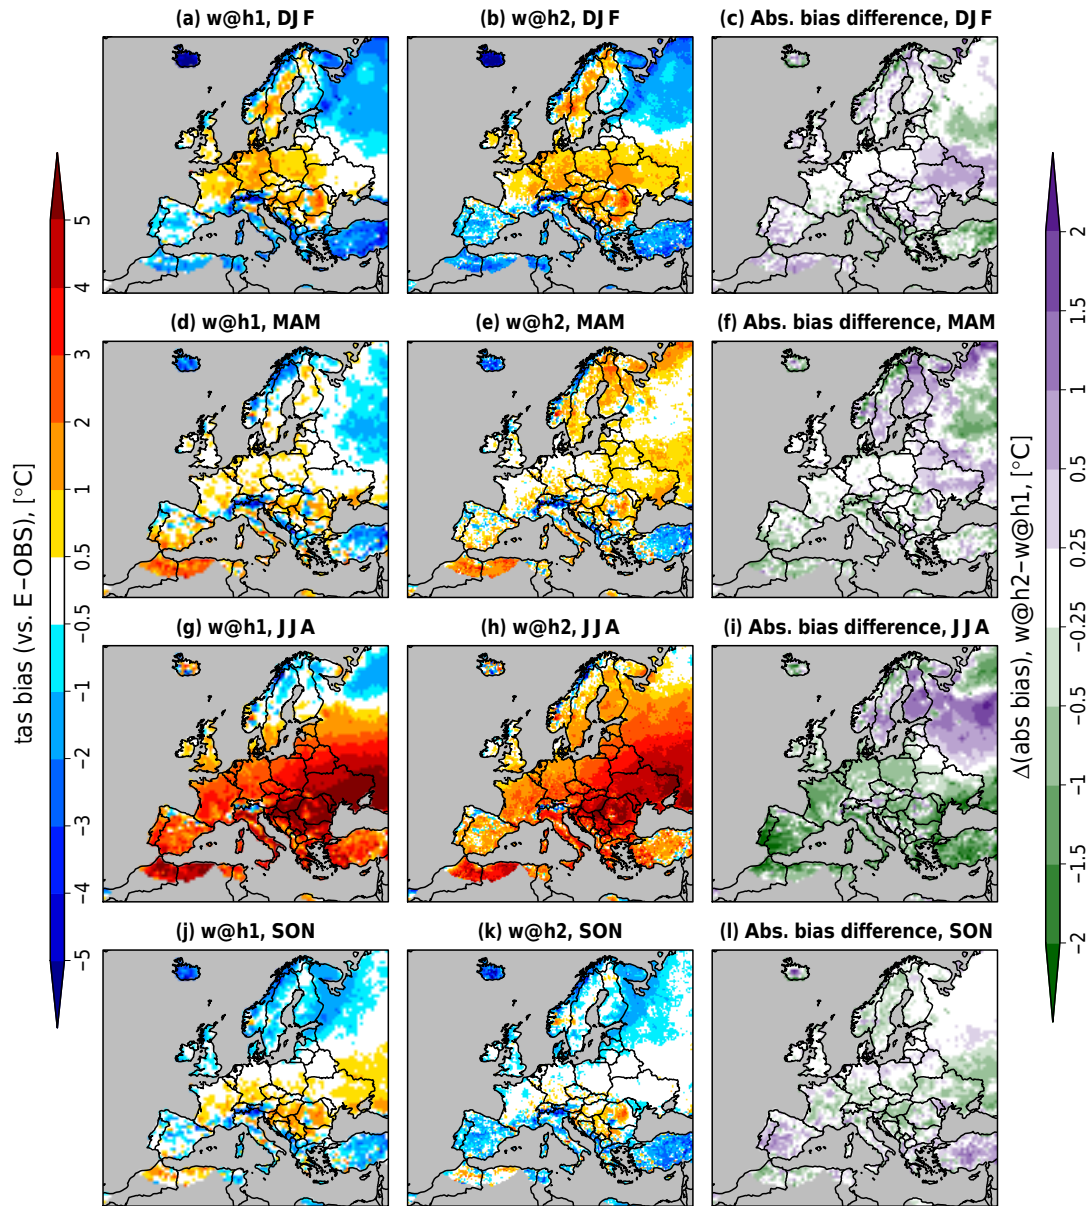 (a) w@h1, DJF
(b) w@h2, DJF
(c) Abs. bias difference, DJF
(d) w@h1, MAM
(e) w@h2, MAM
(f) Abs. bias difference, MAM
(g) w@h1, JJA
(h) w@h2, JJA
(i) Abs. bias difference, JJA
(j) w@h1, SON
(k) w@h2, SON
(l) Abs. bias difference, SON
tas bias (vs. E−OBS), [°C]
5
4
3
2
1
0.5
−0.5
−1
−2
−3
−4
−5
Δ(abs bias), w@h2−w@h1, [°C]
2
1.5
1
0.5
0.25
−0.25
−0.5
−1
−1.5
−2